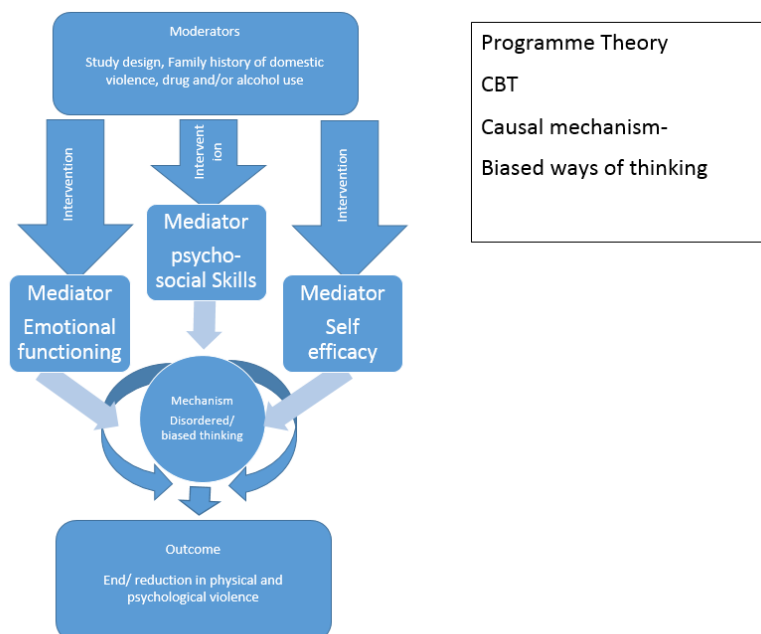 Moderators
Study design, Family history of domestic
violence, drug and/or alcohol use
Intervention
Intervent
ion
Intervention
Mediator
psycho-
social Skills
Mediator
Emotional
functioning
Mediator
Self
efficacy
Mechanism
Disordered/
biased thinking
Outcome
End/ reduction in physical and
psychological violence
Programme Theory
CBT
Causal mechanism-
Biased ways of thinking